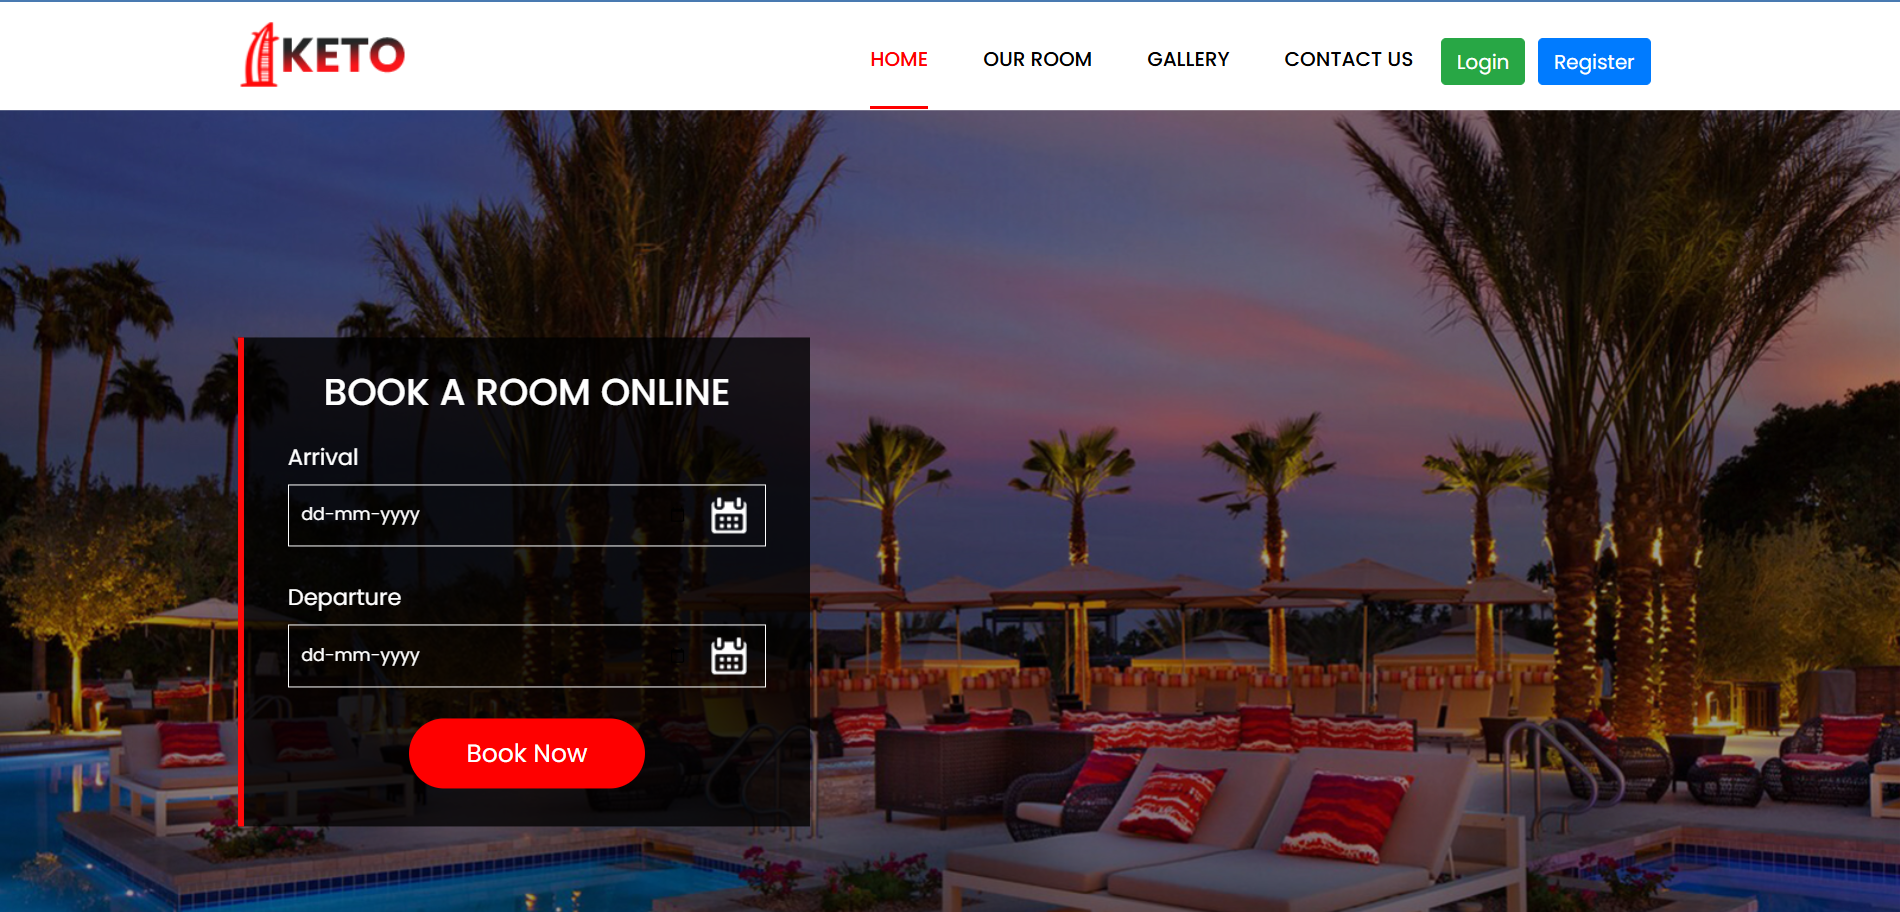 KETO
HOME
OUR ROOM
GALLERY
CONTACT US
Login
Register
BOOK A ROOM ONLINE
Arrival
dd-mm-yyyy
Departure
dd-mm-yyyy
Book Now